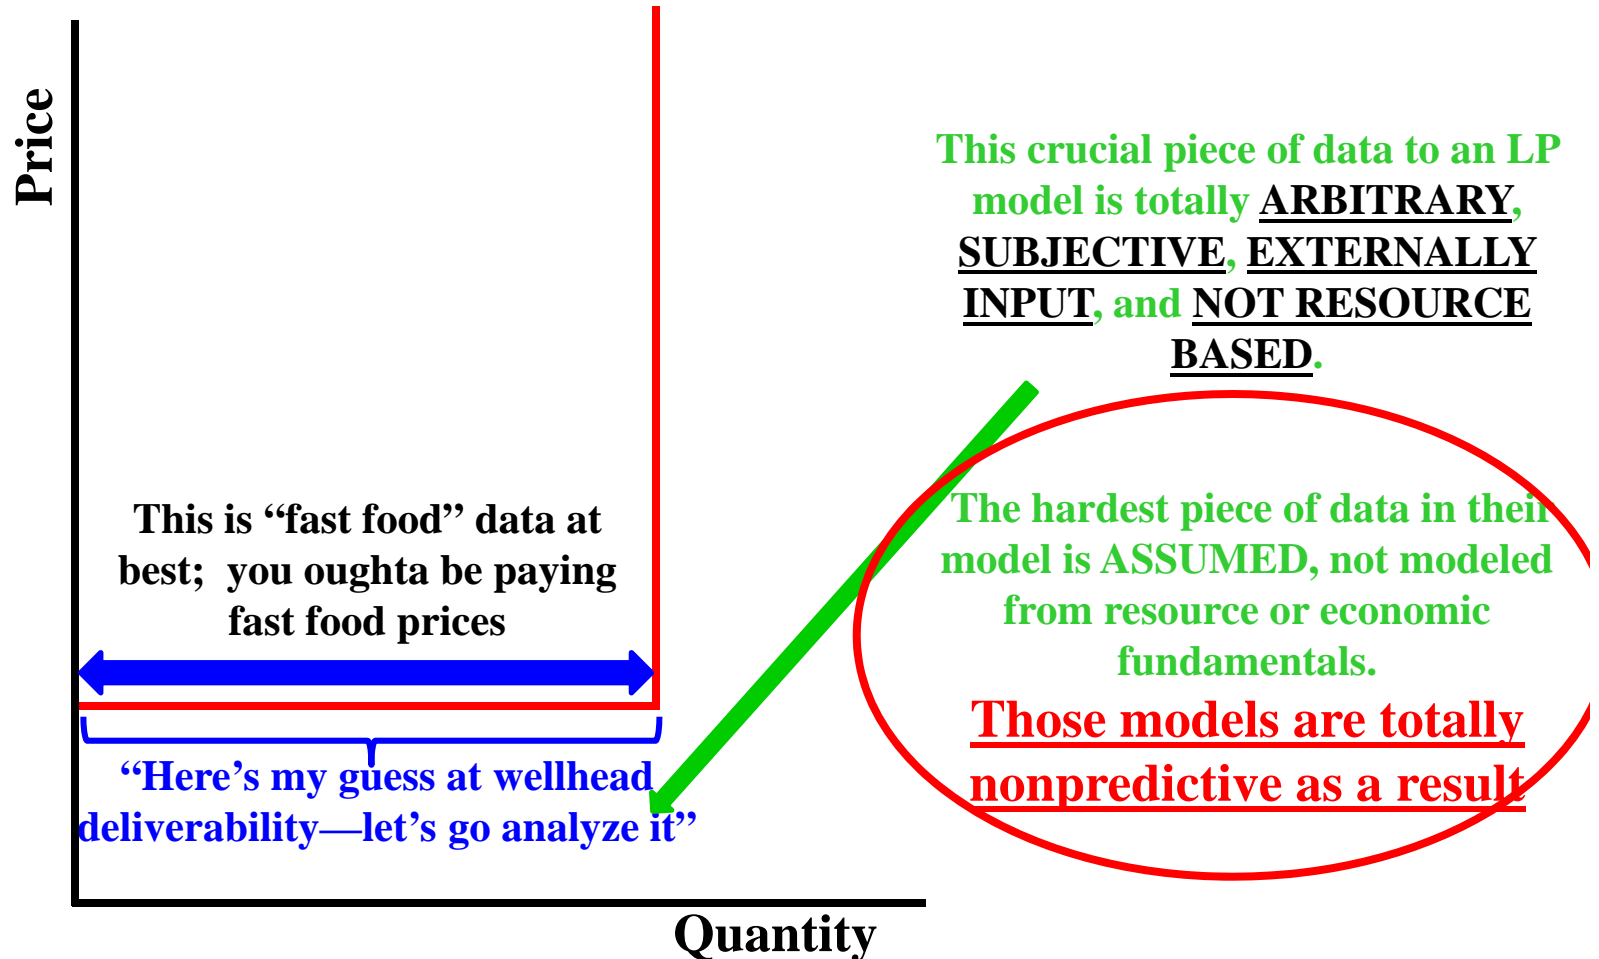 Price
This crucial piece of data to an LP
model is totally ARBITRARY,
SUBJECTIVE, EXTERNALLY
INPUT, and NOT RESOURCE
BASED.
This is “fast food” data at
best;  you oughta be paying
fast food prices
The hardest piece of data in their
model is ASSUMED, not modeled
from resource or economic
fundamentals.
Those models are totally
nonpredictive as a result
“Here’s my guess at wellhead
deliverability—let’s go analyze it”
Quantity